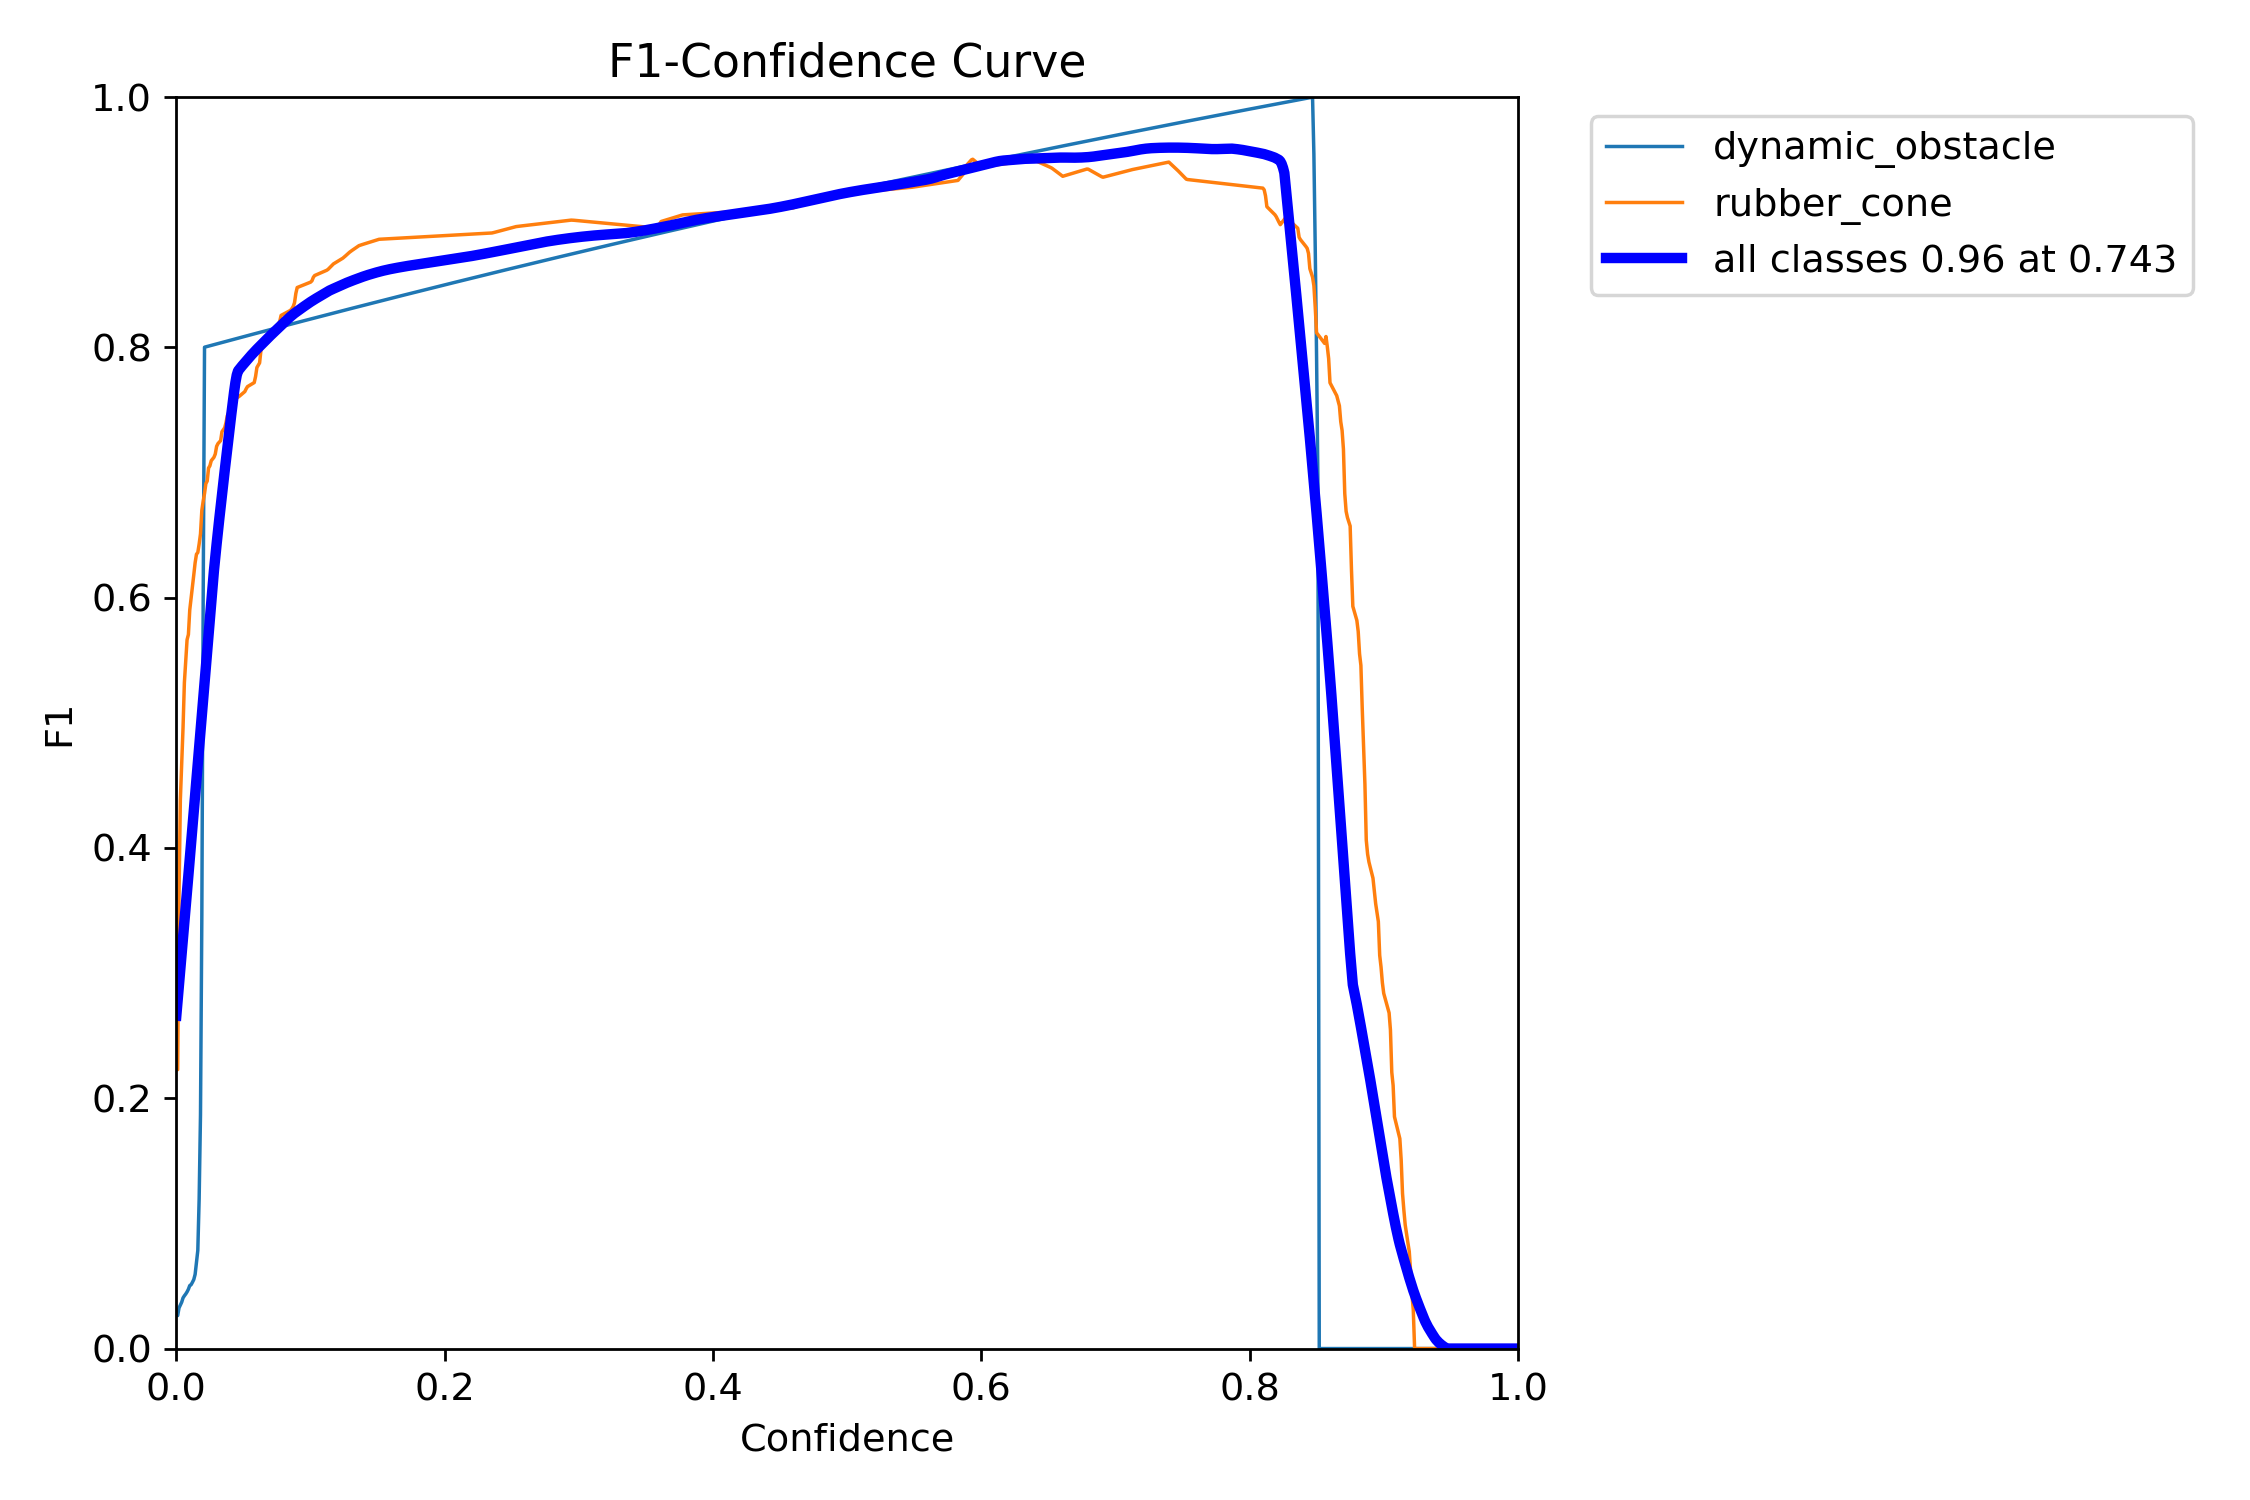 F1-Confidence Curve
1.0
0.8
0.6
0.4
0.2
0.0
F1
0.0 0.2 0.4 0.6 0.8 1.0
Confidence
dynamic_obstacle
rubber_cone
all classes 0.96 at 0.743